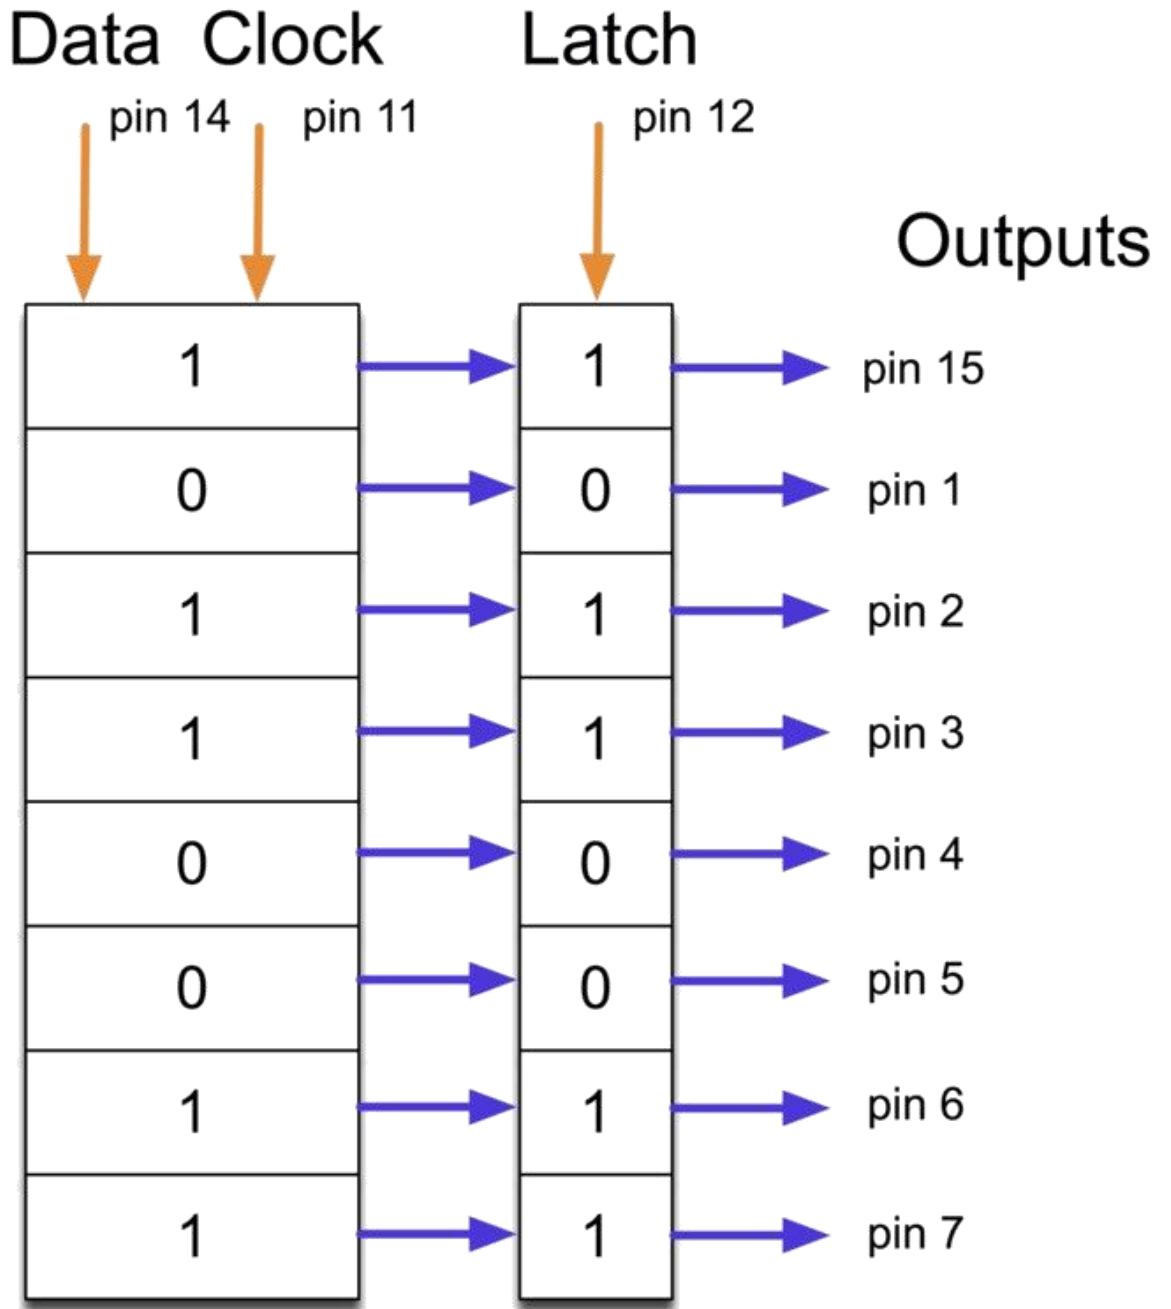 Data Clock Latch
pin 14 pin 11 pin 12
Outputs
1 1 pin 15
0 0 pin 1
1 1 pin 2
1 1 pin 3
0 0 pin 4
0 0 pin 5
1 1 pin 6
1 1 pin 7